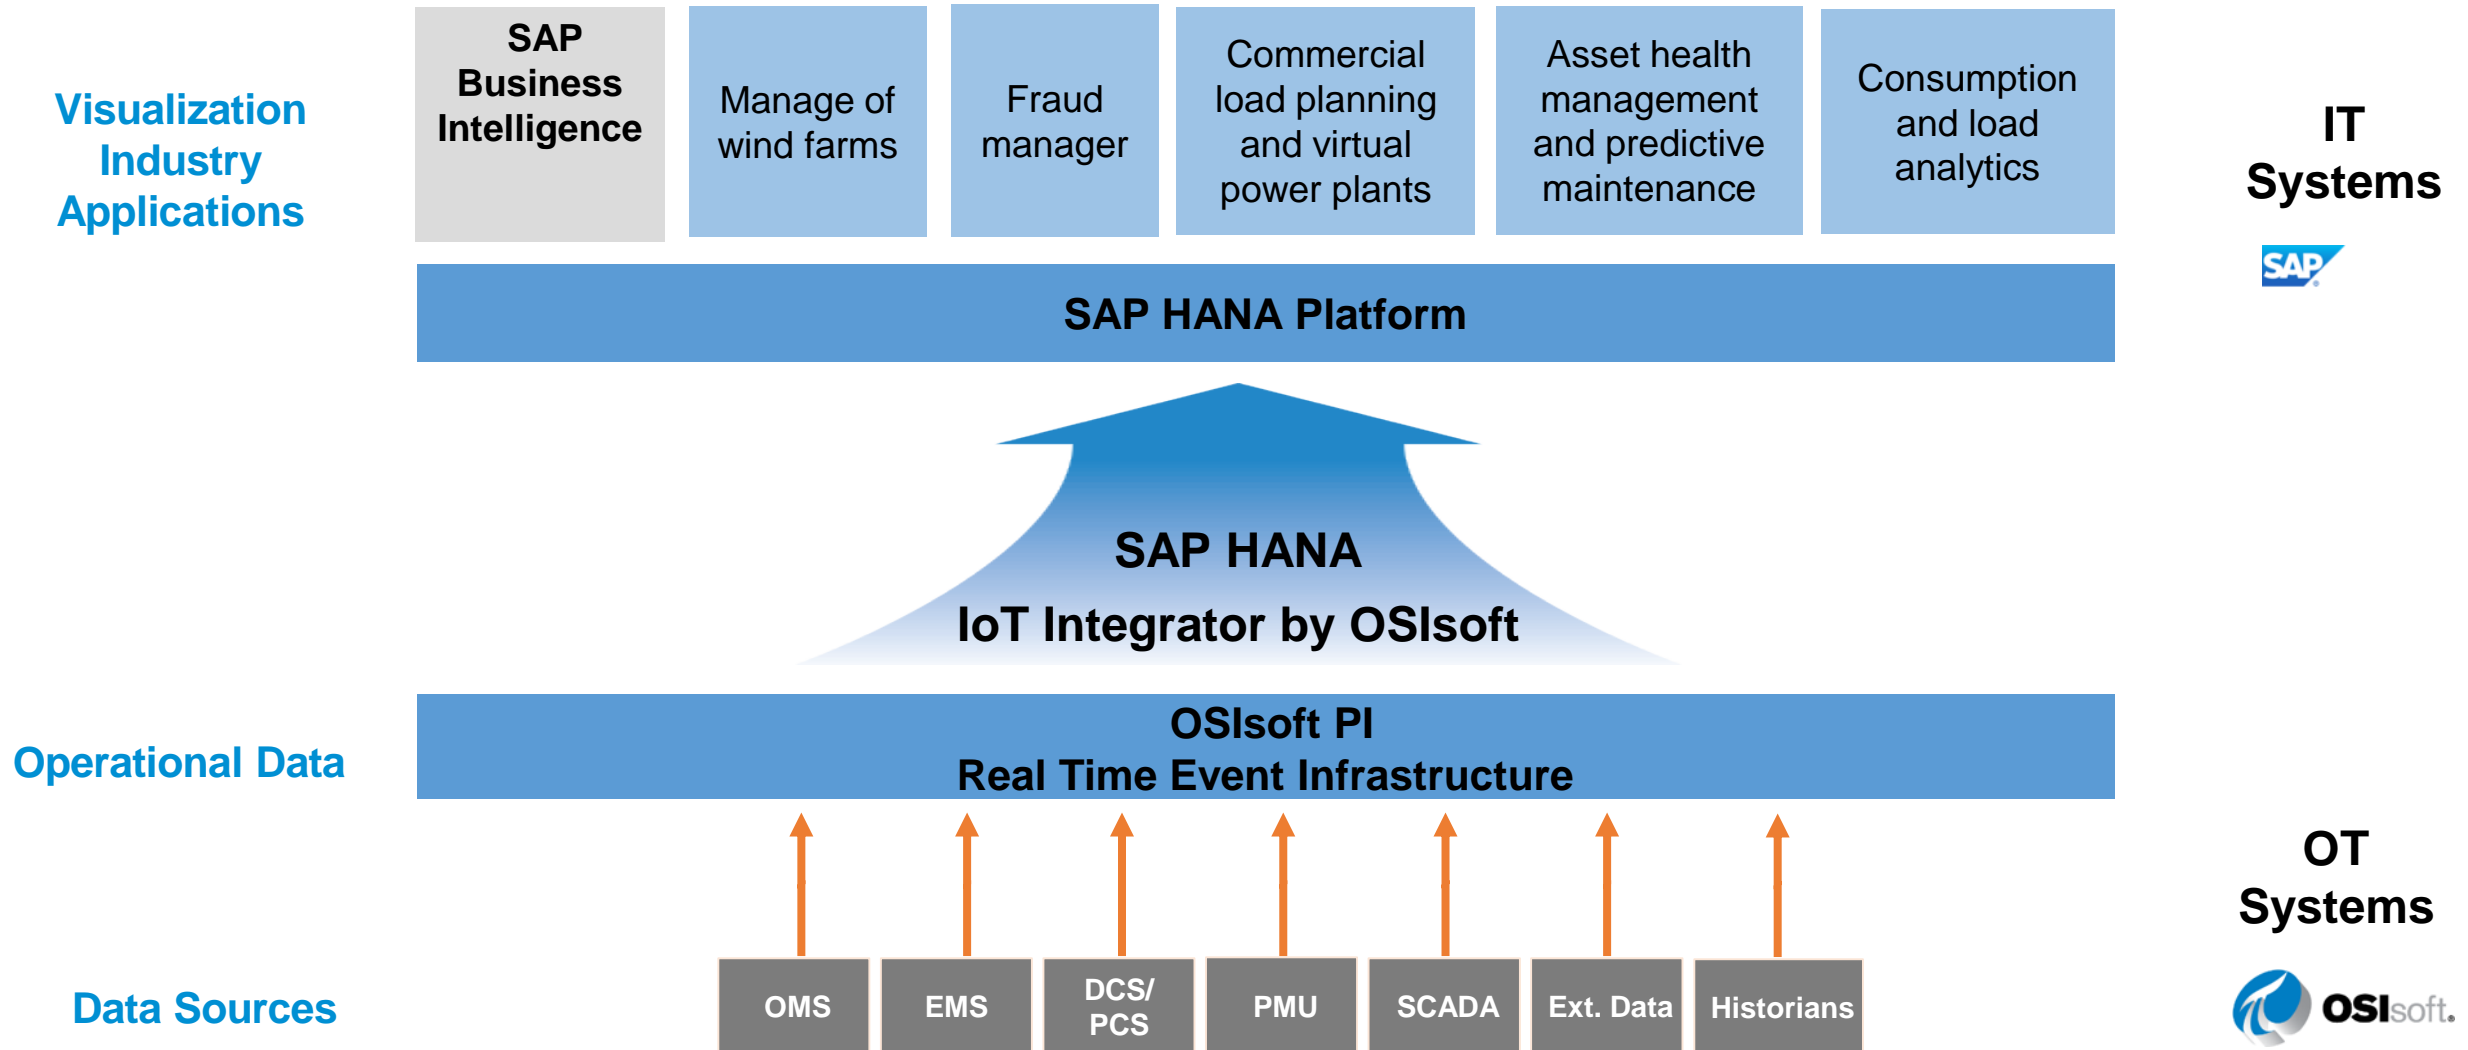 Visualization
Industry
Applications
SAP
Business
Intelligence
Manage of
wind farms
Fraud
manager
Commercial
load planning
and virtual
power plants
Asset health
management
and predictive
maintenance
Consumption
and load
analytics
IT
Systems
SAP®
SAP HANA Platform
SAP HANA
IoT Integrator by OSIsoft
Operational Data
OSIsoft PI
Real Time Event Infrastructure
OT
Systems
Data Sources
OMS
EMS
DCS/
PCS
PMU
SCADA
Ext. Data
Historians
OSIsoft.